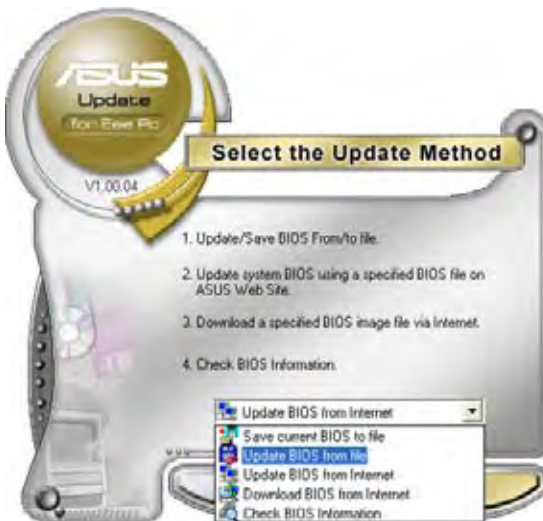 ASUS
Update
for Eee Pc
V1.00.04
Select the Update Method
1. Update/Save BIOS From/to file.
2. Update system BIOS using a specified BIOS file on
ASUS Web Site.
3. Download a specified BIOS image file via Internet.
4. Check BIOS Information.
Update BIOS from Internet
Save current BIOS to file
Update BIOS from file
Update BIOS from Internet
Download BIOS from Internet
Check BIOS Information